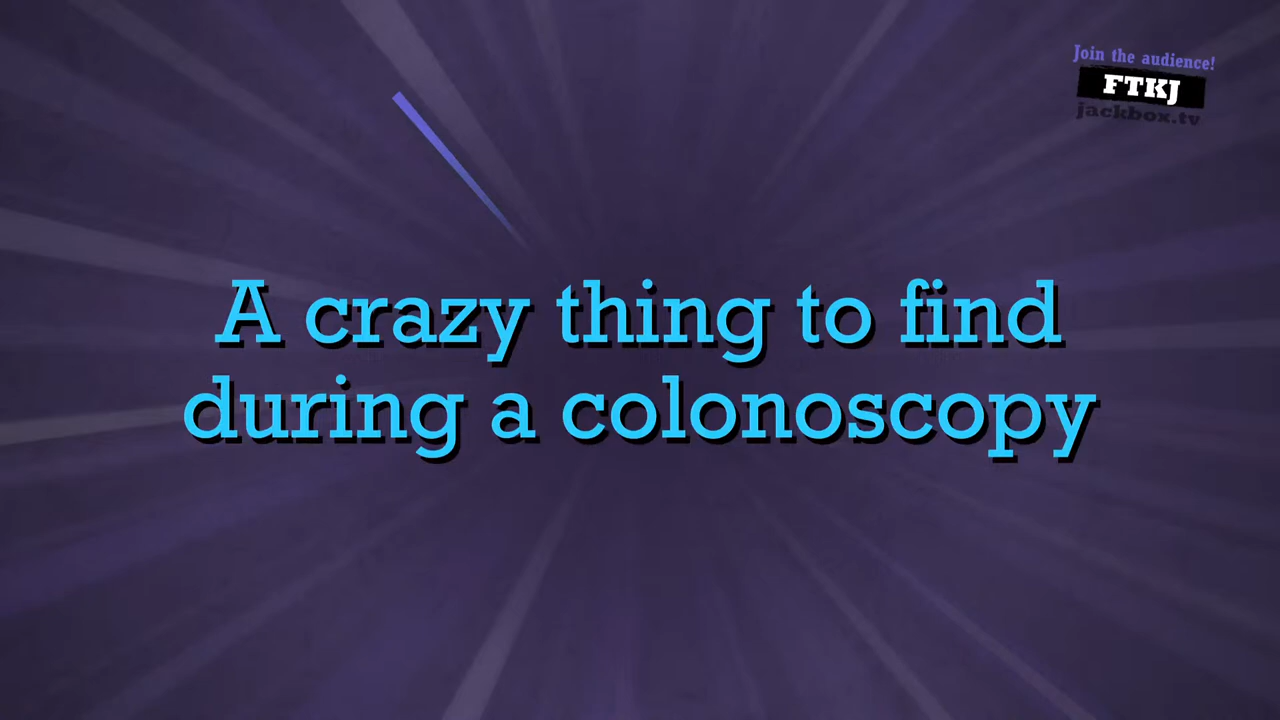 Join the audience!
FTKJ
jackbox.tv
A crazy thing to find
during a colonoscopy